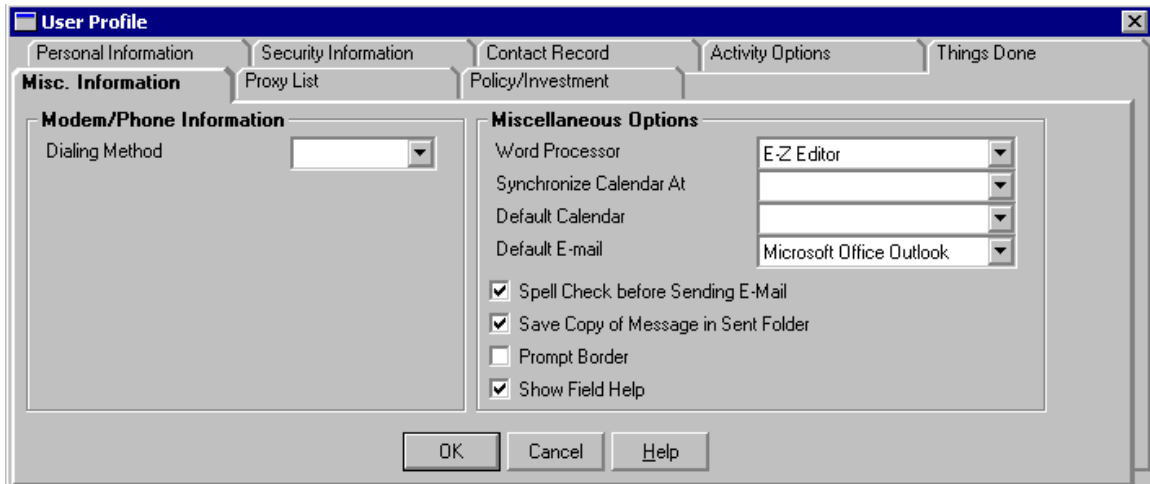 User Profile
Personal Information Security Information Contact Record Activity Options Things Done
Misc. Information Proxy List Policy/Investment
Modem/Phone Information
Dialing Method
Miscellaneous Options
Word Processor E-Z Editor
Synchronize Calendar At
Default Calendar
Default E-mail Microsoft Office Outlook
Spell Check before Sending E-Mail
Save Copy of Message in Sent Folder
Prompt Border
Show Field Help
OK Cancel Help